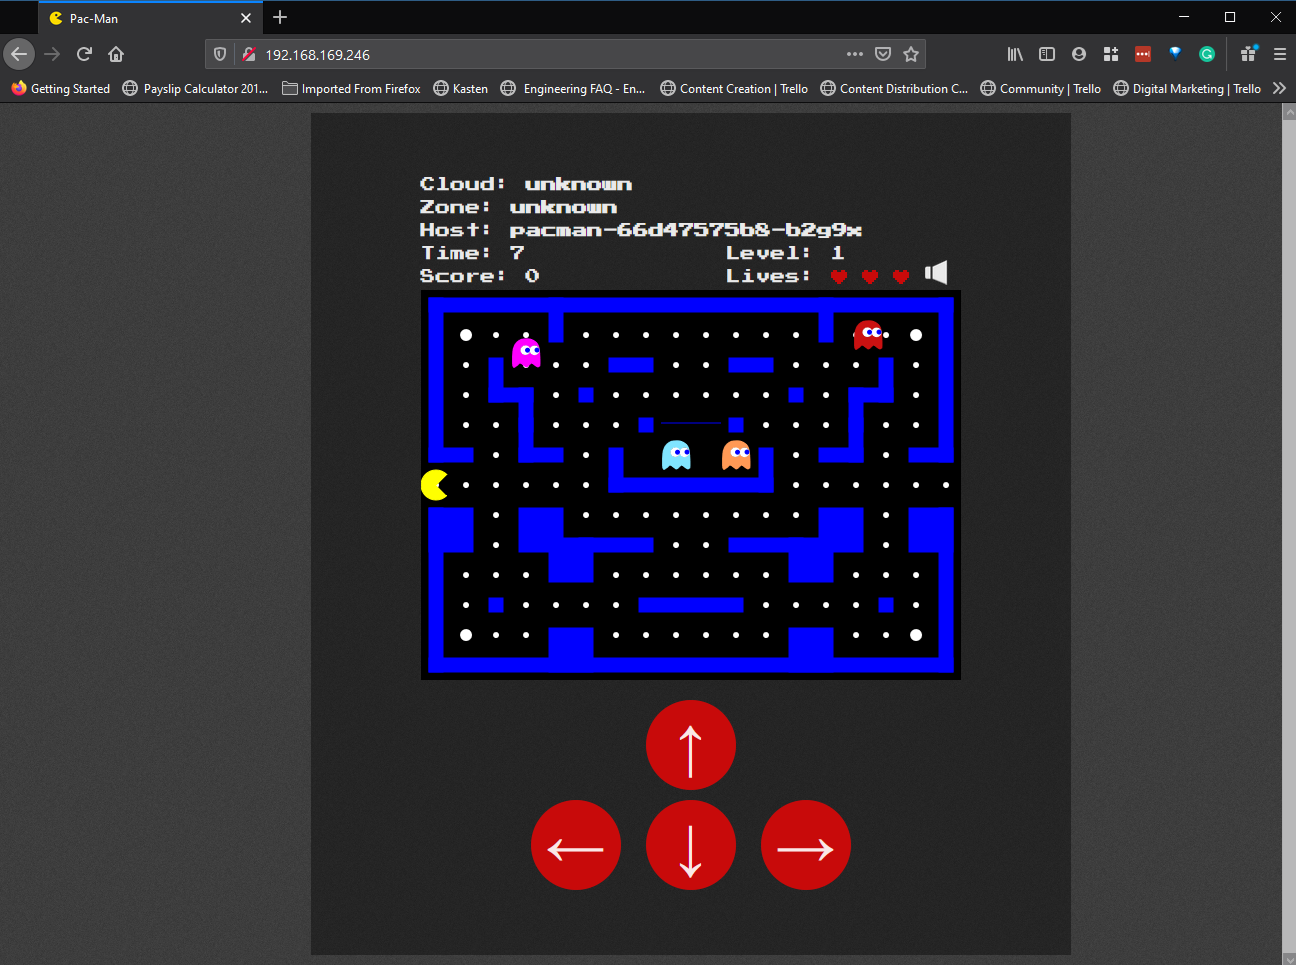 Pac-Man
192.168.169.246
Getting Started Payslip Calculator 201... Imported From Firefox Kasten Engineering FAQ - En... Content Creation | Trello Content Distribution C... Community | Trello Digital Marketing | Trello
Cloud: unknown
Zone: unknown
Host: pacman-66d47575b8-b2g9x
Time: 7 Level: 1
Score: 0 Lives: